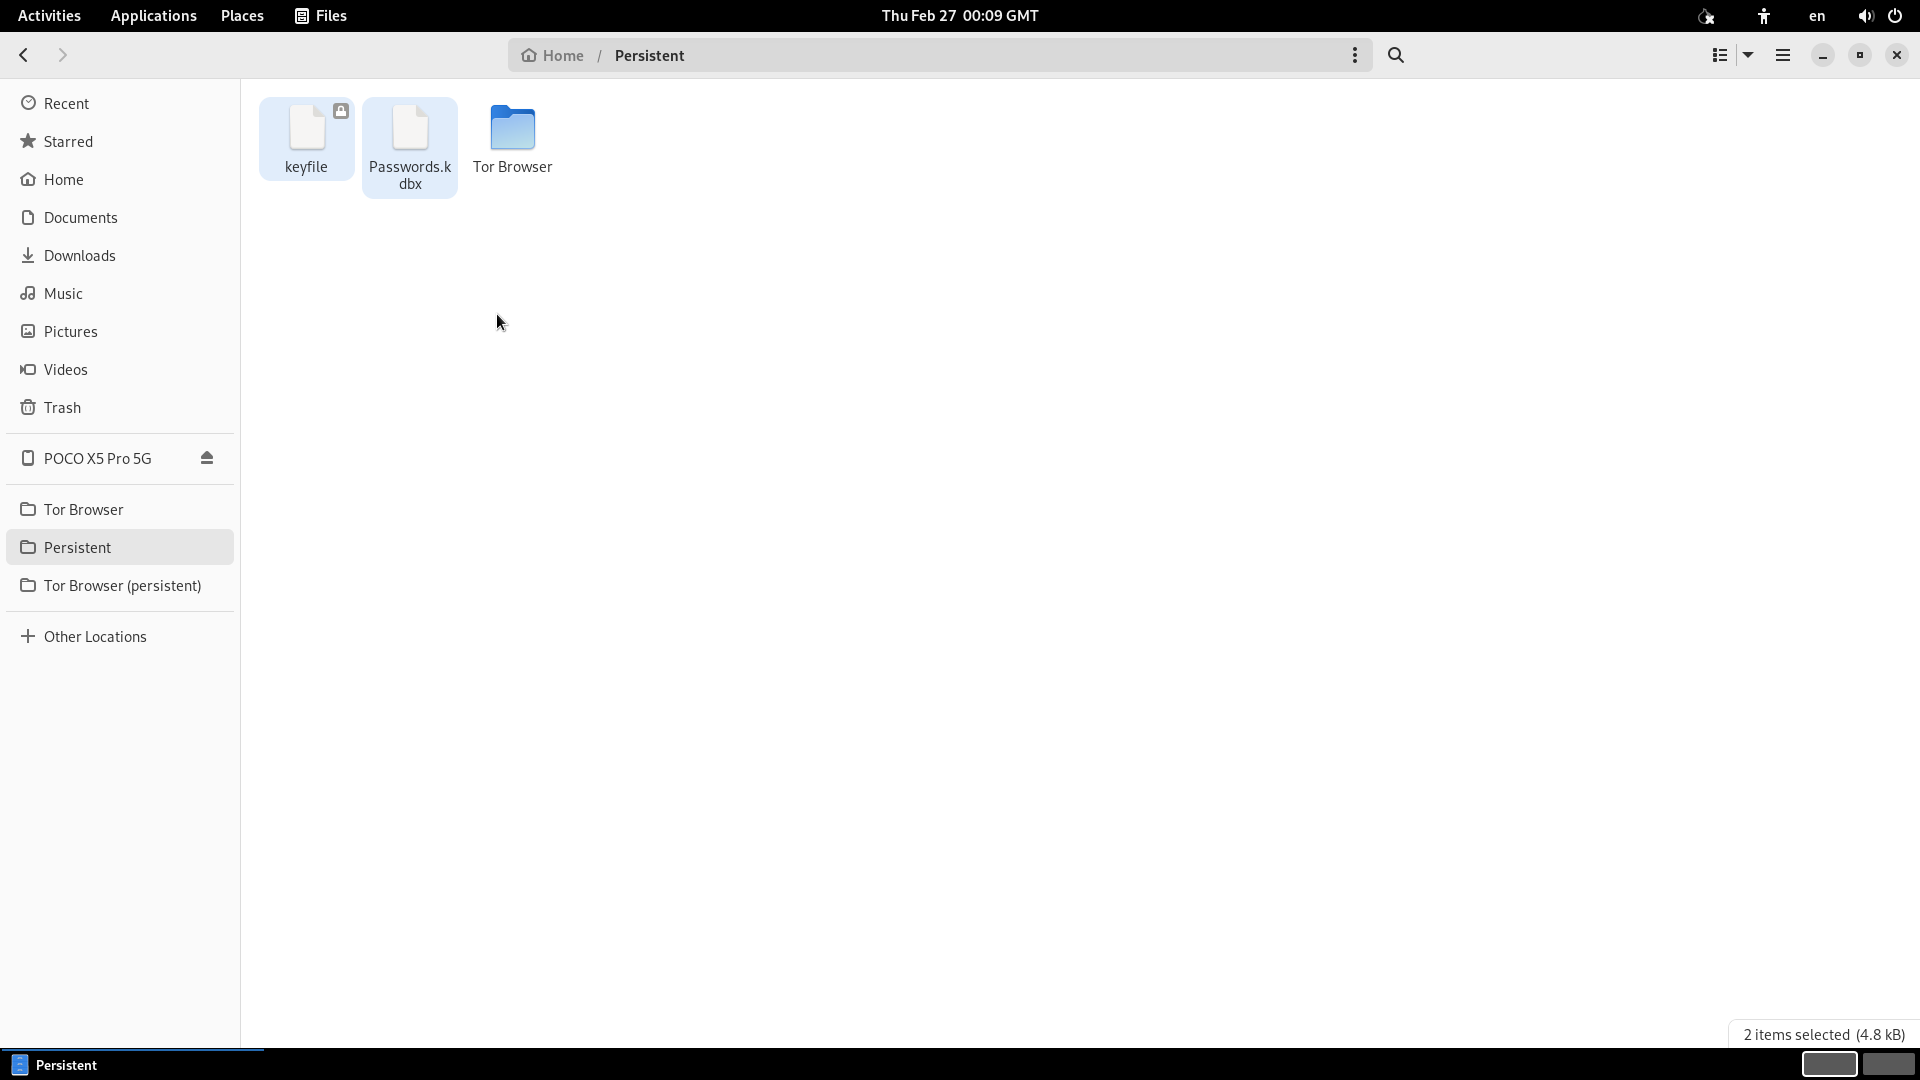 Activities Applications Places Files Thu Feb 27 00:09 GMT en
Home / Persistent
Recent
Starred
Home
Documents
Downloads
Music
Pictures
Videos
Trash
POCO X5 Pro 5G
Tor Browser
Persistent
Tor Browser (persistent)
Other Locations
keyfile
Passwords.k
dbx
Tor Browser
2 items selected (4.8 kB)
Persistent